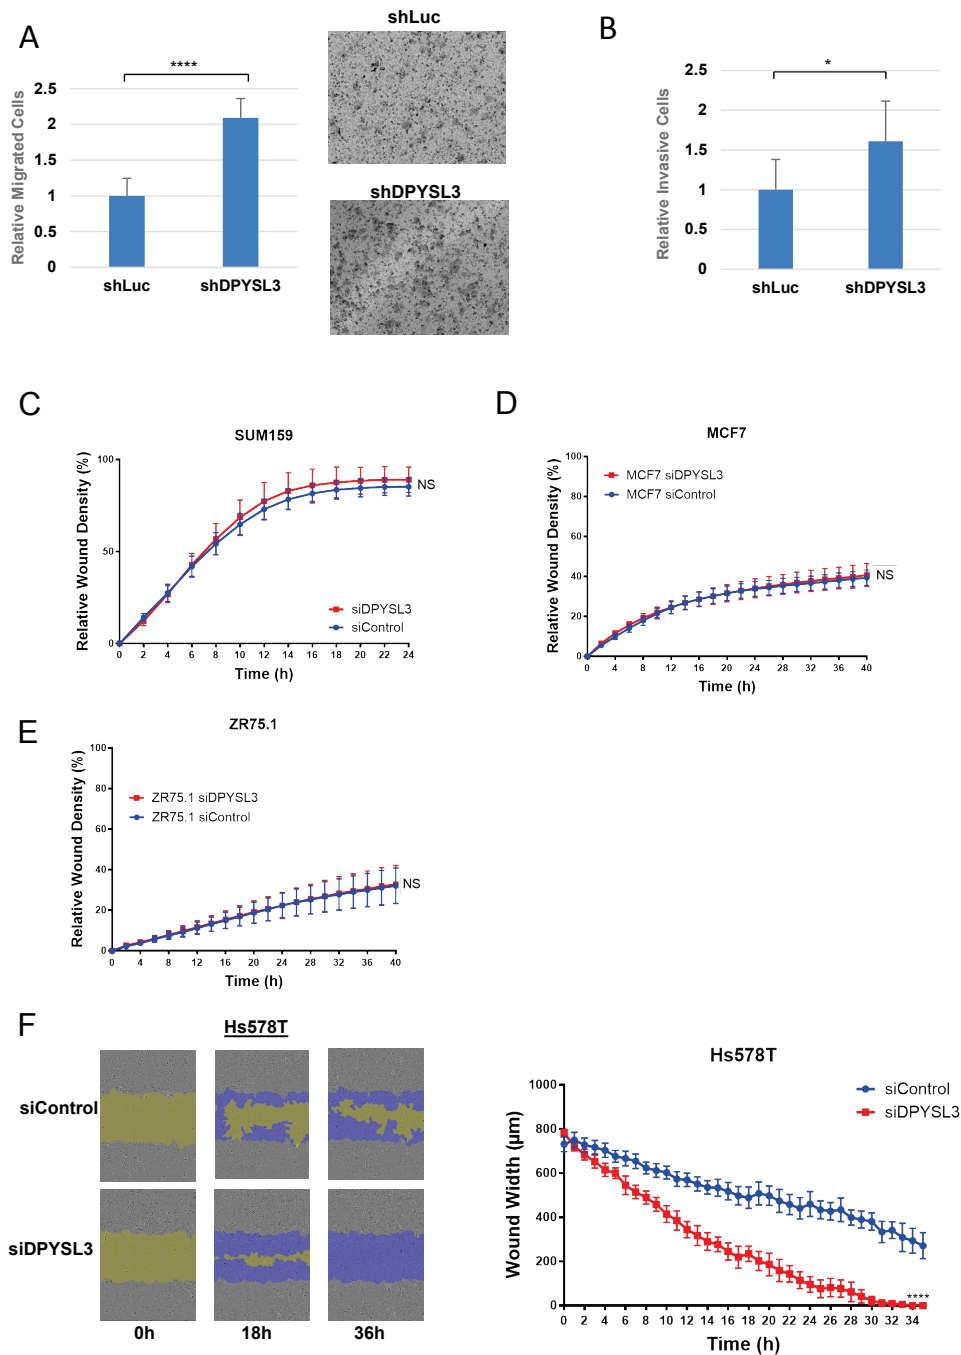 A
shLuc
B
****
*
Relative Migrated Cells
2.5
2
1.5
1
0.5
0
shLuc
shDPYSL3
shDPYSL3
Relative Invasive Cells
2.5
2
1.5
1
0.5
0
shLuc
shDPYSL3
C
SUM159
Relative Wound Density (%)
100
50
0
NS
siDPYSL3
siControl
0 2 4 6 8 10 12 14 16 18 20 22 24
Time (h)
D
MCF7
Relative Wound Density (%)
100
80
60
40
20
0
MCF7 siDPYSL3
MCF7 siControl
NS
0 4 8 12 16 20 24 28 32 36 40
Time (h)
E
ZR75.1
Relative Wound Density (%)
100
80
60
40
20
0
ZR75.1 siDPYSL3
ZR75.1 siControl
NS
0 4 8 12 16 20 24 28 32 36 40
Time (h)
F
Hs578T
siControl
siDPYSL3
0h
18h
36h
Hs578T
siControl
siDPYSL3
Wound Width (µm)
1000
800
600
400
200
0
****
0 2 4 6 8 10 12 14 16 18 20 22 24 26 28 30 32 34
Time (h)